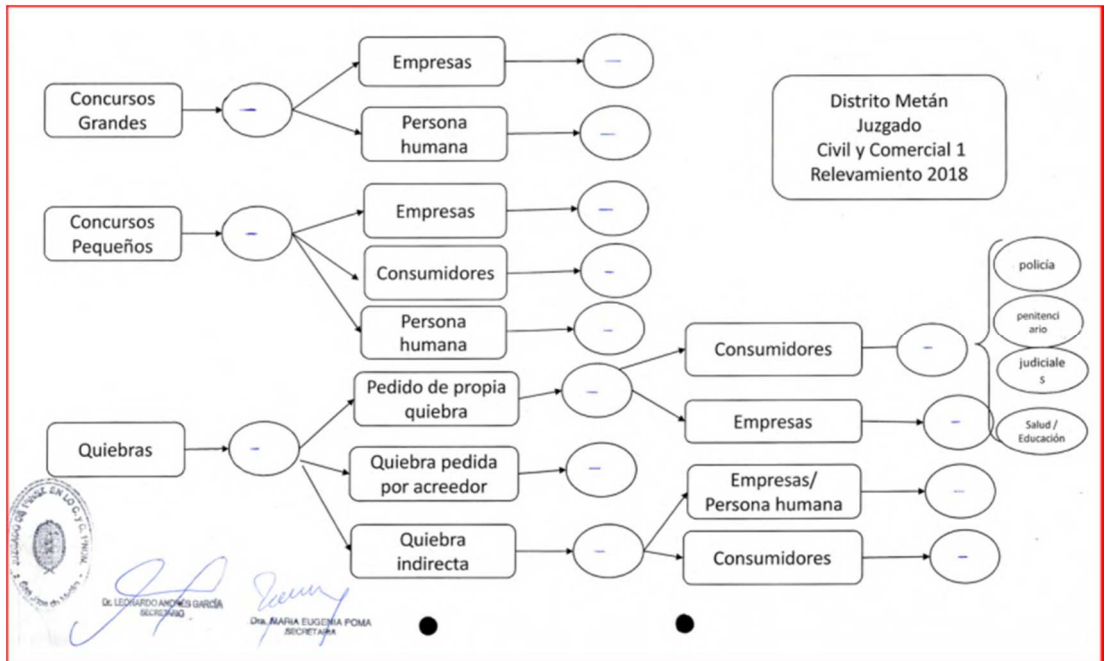 Concursos
Grandes
–
Empresas
–
Persona
humana
–
Distrito Metán
Juzgado
Civil y Comercial 1
Relevamiento 2018
Concursos
Pequeños
–
Empresas
–
Consumidores
–
Persona
humana
–
Quiebras
–
Pedido de propia
quiebra
–
Consumidores
–
policía
penitenci
ario
judiciale
s
Salud /
Educación
Empresas
–
Quiebra pedida
por acreedor
–
Quiebra
indirecta
–
Empresas/
Persona humana
–
Consumidores
–
Dr. LEONARDO ANDRÉS GARCÍA
SECRETARIO
Dra. MARIA EUGENIA POMA
SECRETARIA